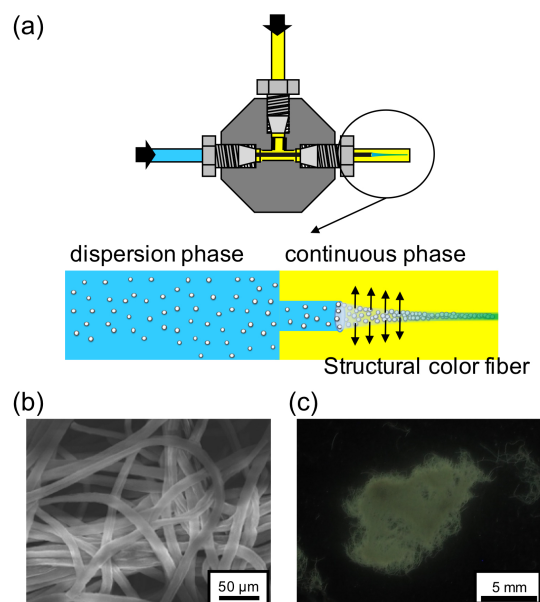 (a)
dispersion phase
continuous phase
Structural color fiber
(b)
(c)
50 µm
5 mm